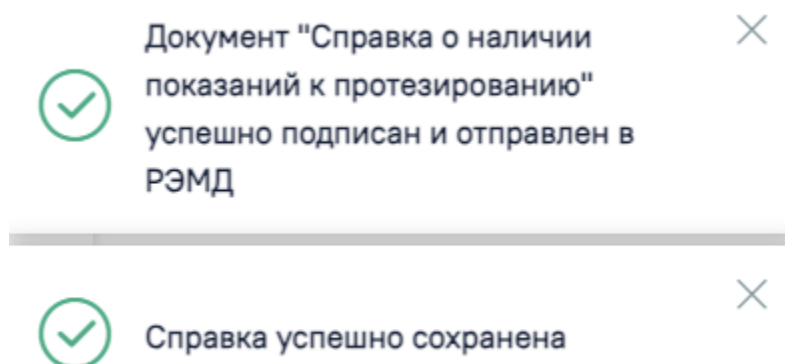 Документ "Справка о наличии
показаний к протезированию"
успешно подписан и отправлен в
РЭМД
Справка успешно сохранена